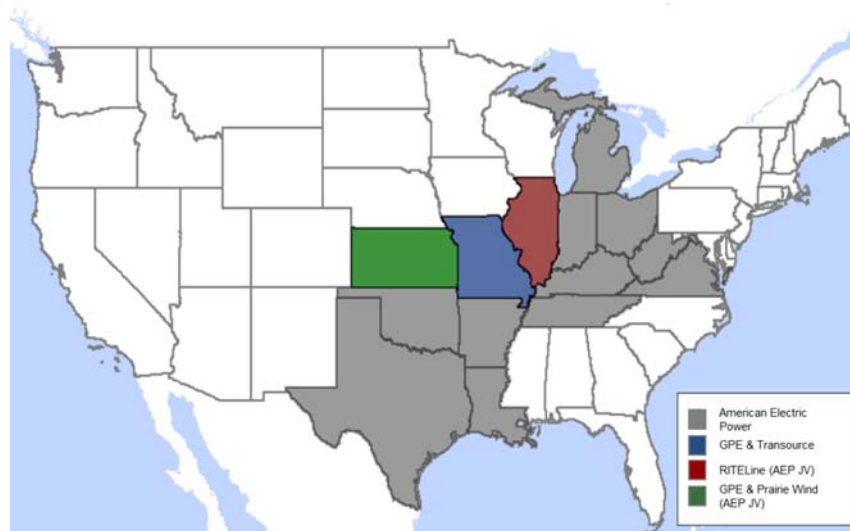 American Electric
Power
GPE & Transource
RITELine (AEP JV)
GPE & Prairie Wind
(AEP JV)